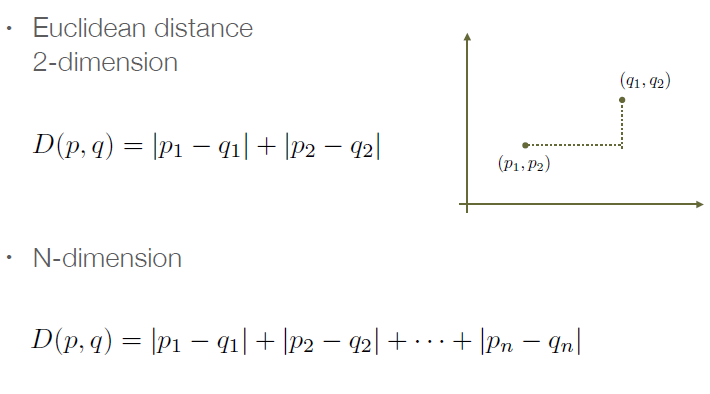 • Euclidean distance
2-dimension
D(p, q) = |p₁ − q₁| + |p₂ − q₂|
(q₁, q₂)
(p₁, p₂)
• N-dimension
D(p, q) = |p₁ − q₁| + |p₂ − q₂| + ⋯ + |pₙ − qₙ|